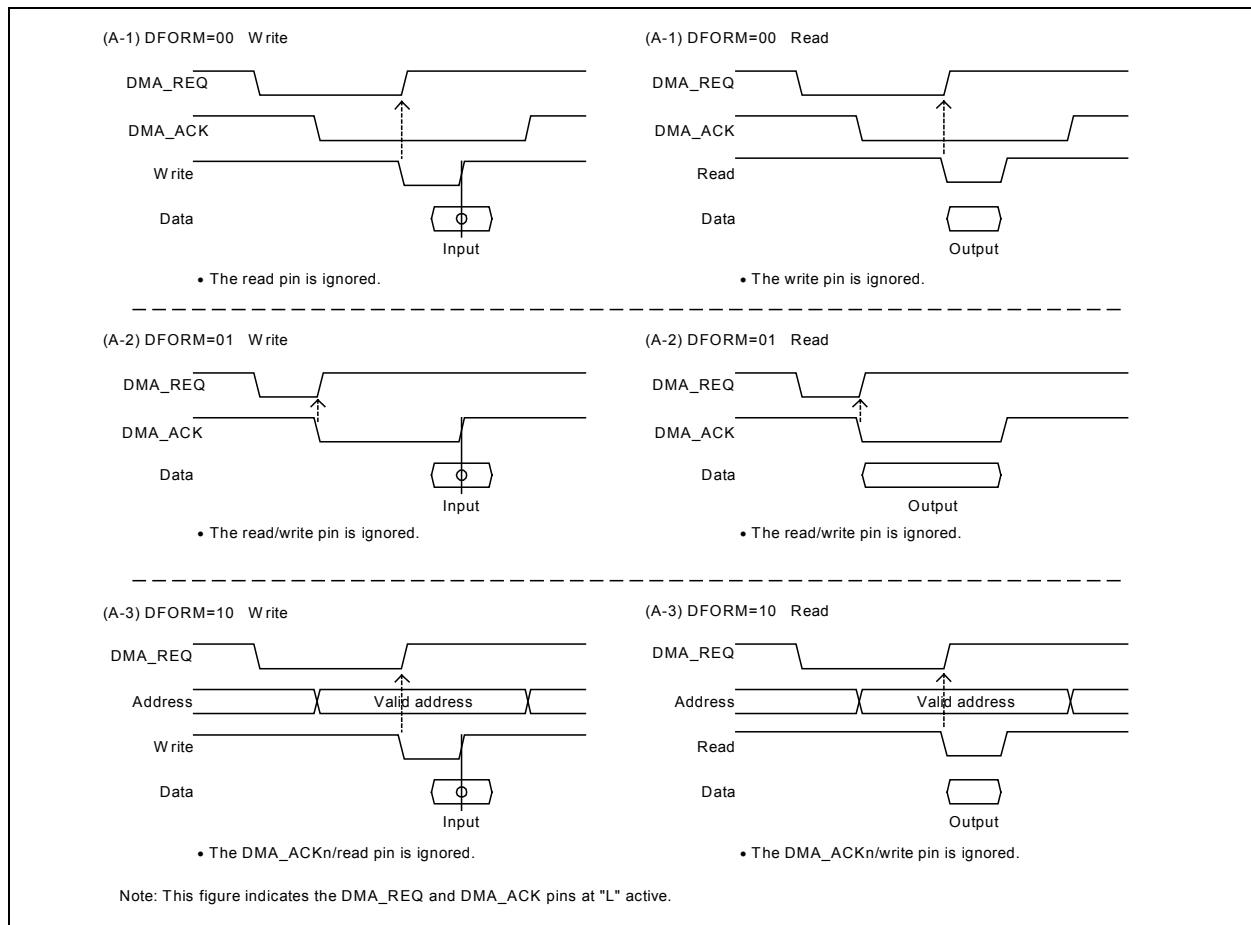 (A-1) DFORM=00 Write
DMA_REQ
DMA_ACK
Write
Data
Input
• The read pin is ignored.
(A-1) DFORM=00 Read
DMA_REQ
DMA_ACK
Read
Data
Output
• The write pin is ignored.
(A-2) DFORM=01 Write
DMA_REQ
DMA_ACK
Data
Input
• The read/write pin is ignored.
(A-2) DFORM=01 Read
DMA_REQ
DMA_ACK
Data
Output
• The read/write pin is ignored.
(A-3) DFORM=10 Write
DMA_REQ
Address
Valid address
Write
Data
Input
• The DMA_ACKn/read pin is ignored.
(A-3) DFORM=10 Read
DMA_REQ
Address
Valid address
Read
Data
Output
• The DMA_ACKn/write pin is ignored.
Note: This figure indicates the DMA_REQ and DMA_ACK pins at "L" active.